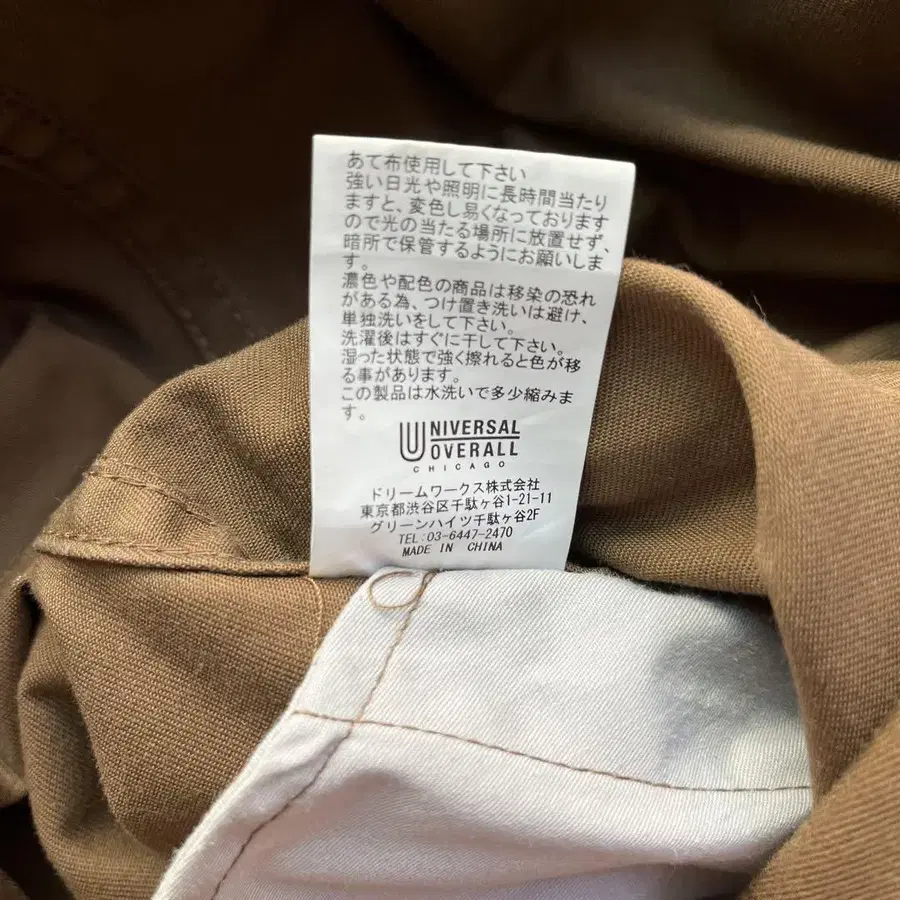 あて布使用して下さい
強い日光や照明に長時間当たり
ますと、変色し易くなっております
ので光の当たる場所に放置せず、
暗所で保管するようにお願いしま
す。
濃色や配色の商品は移染の恐れ
がある為、つけ置き洗いは避け、
単独洗いをして下さい。
洗濯後はすぐに干して下さい。
湿った状態で強く擦れると色が移
る事があります。
この製品は水洗いで多少縮みま
す。
UNIVERSAL
OVERALL
CHICAGO
ドリームワークス株式会社
東京都渋谷区千駄ヶ谷1-21-11
グリーンハイツ千駄ヶ谷2F
TEL:03-6447-2470
MADE IN CHINA